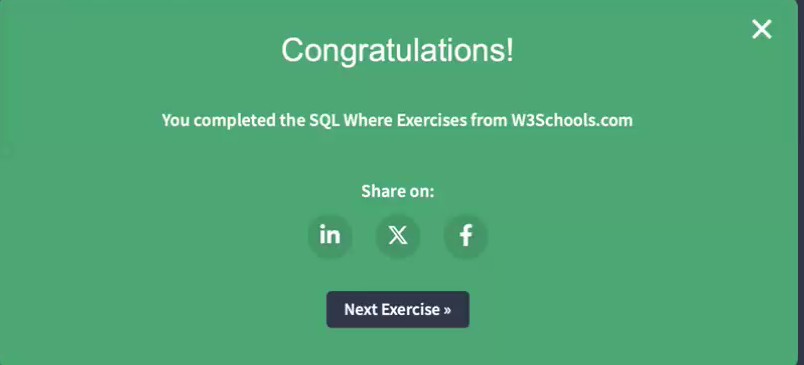 Congratulations!
You completed the SQL Where Exercises from W3Schools.com
Share on:
in X f
Next Exercise »